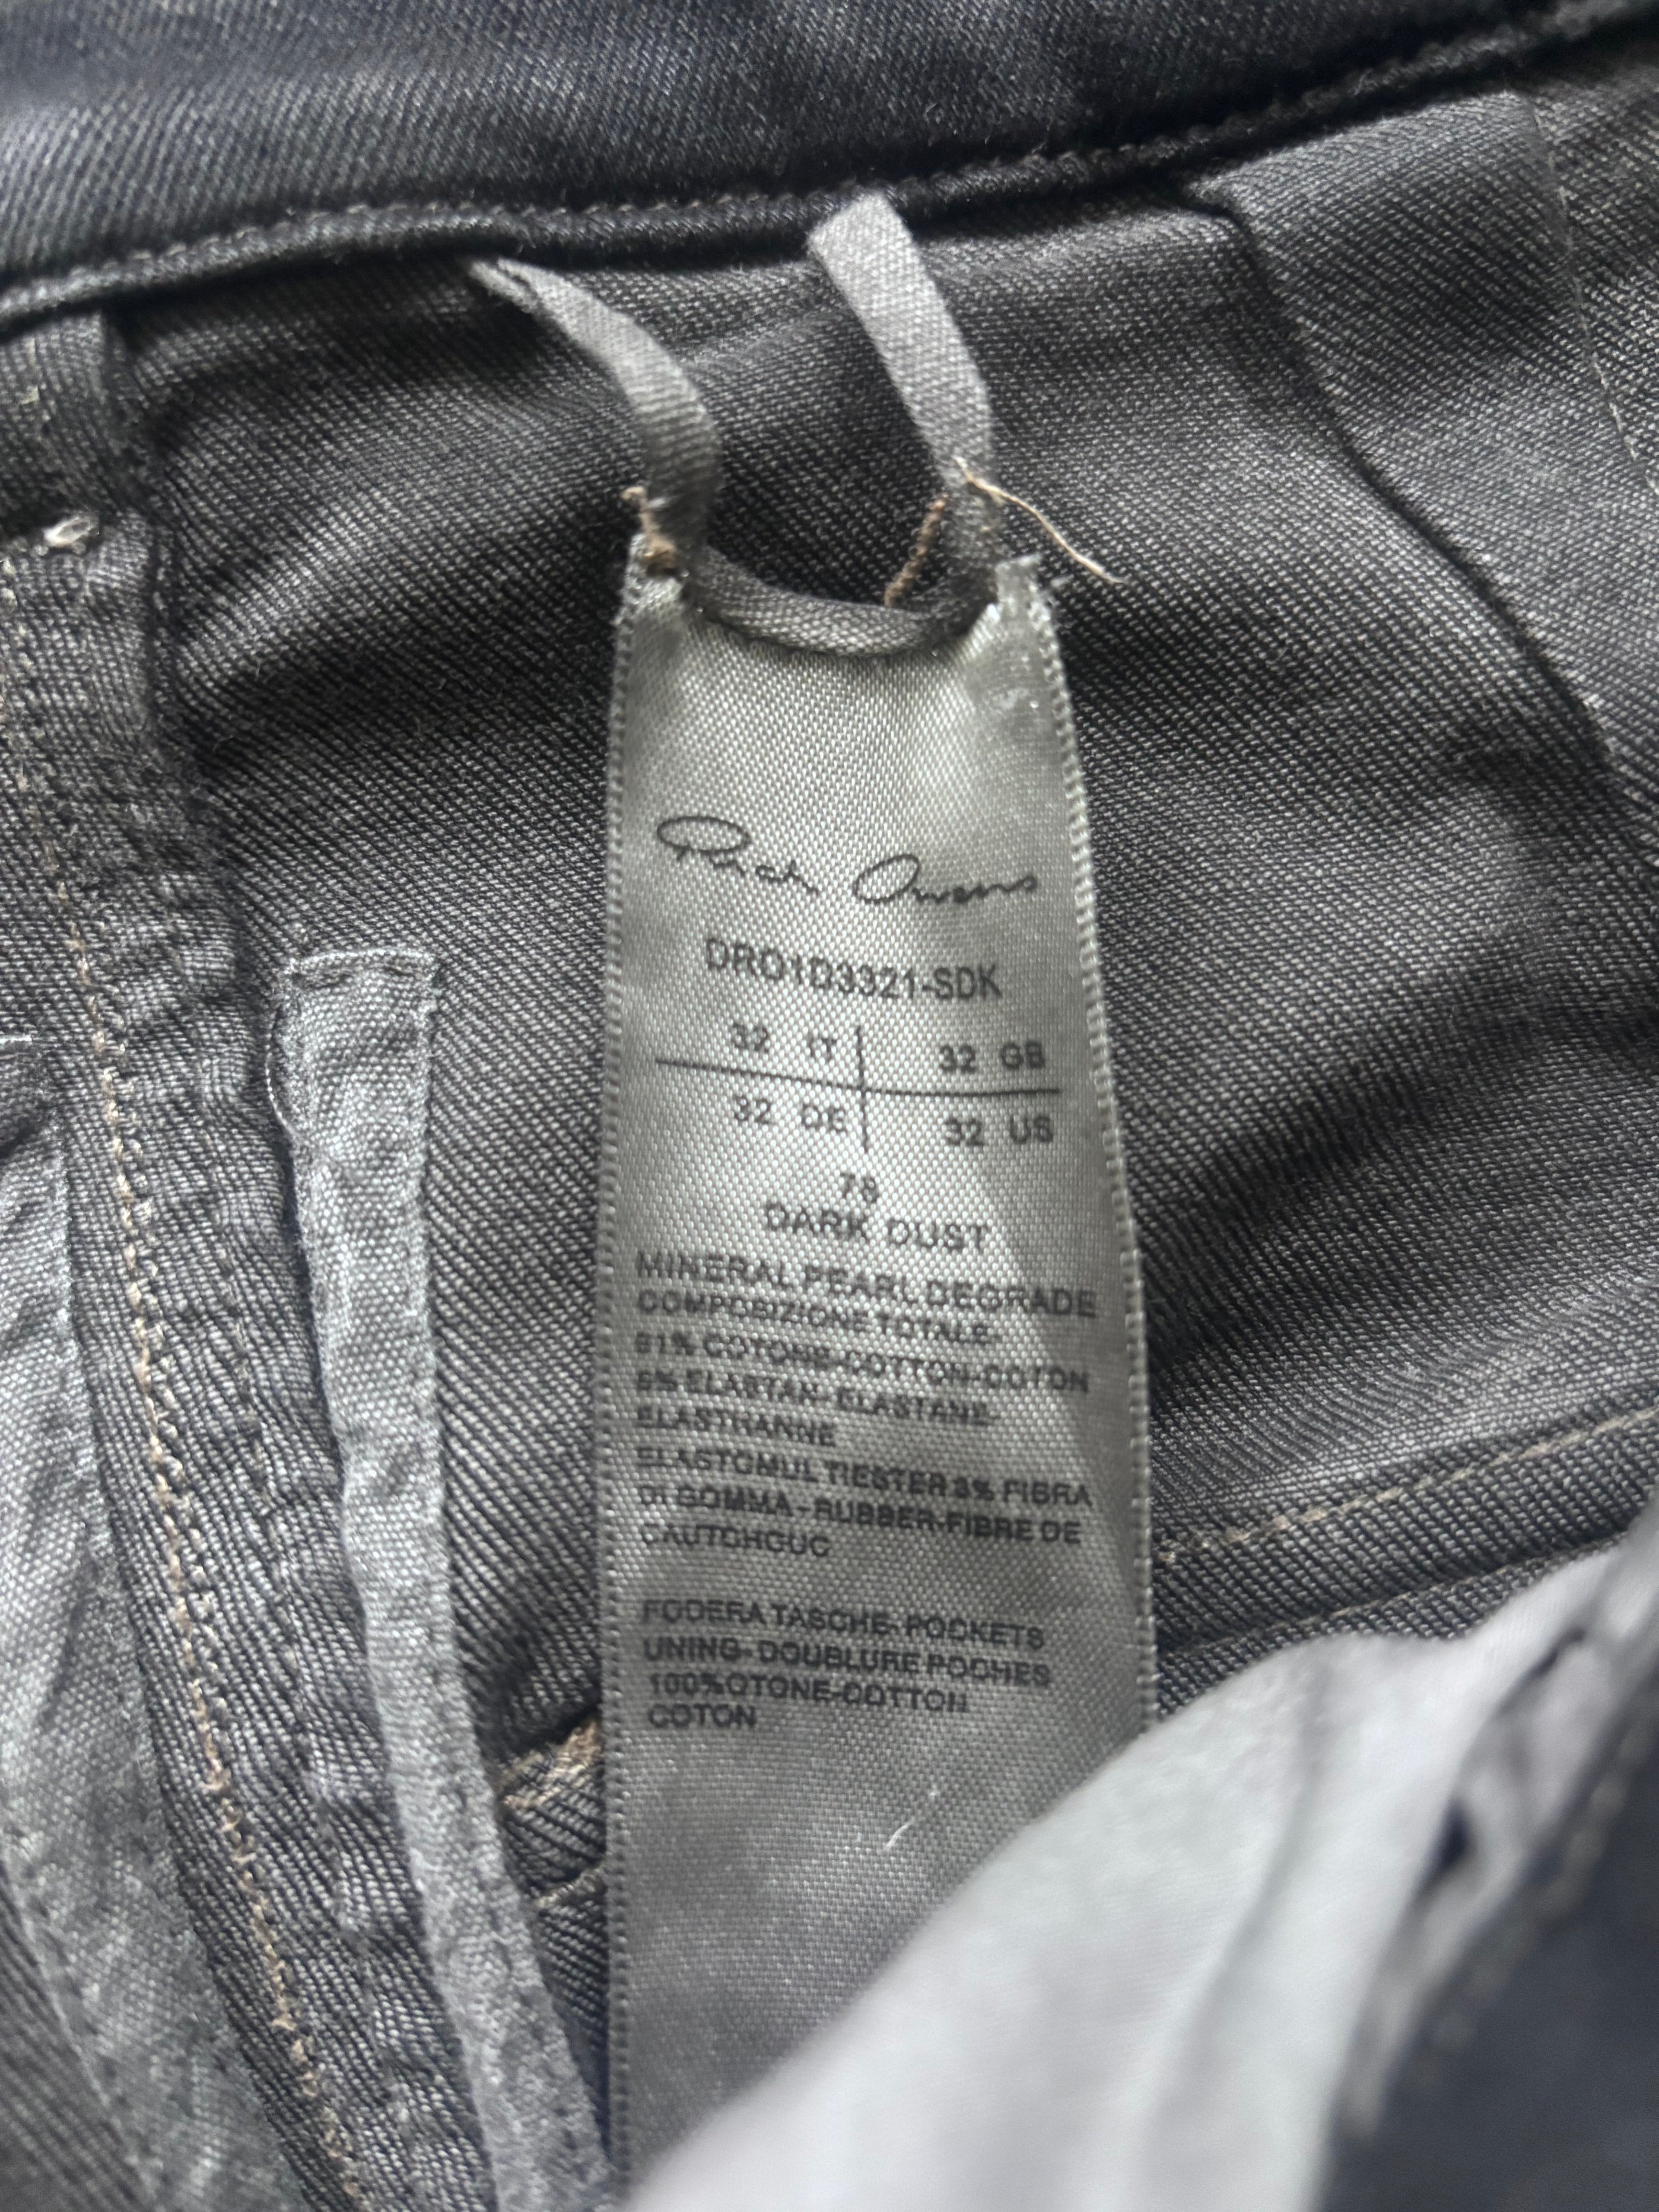 Rick Owens
DRO1D3321-SDK
32 IT 32 GB
32 DE 32 US
78
DARK DUST
MINERAL PEARL DEGRADE
COMPOSIZIONE TOTALE
91% COTONE-COTTON-COTON
6% ELASTAN-ELASTANE
ELASTHANNE
ELASTOMULTIESTER 3% FIBRA
DI GOMMA-RUBBER-FIBRE DE
CAUTCHOUC
FODERA TASCHE-POCKETS
LINING-DOUBLURE POCHES
100%OTONE-COTTON
COTON